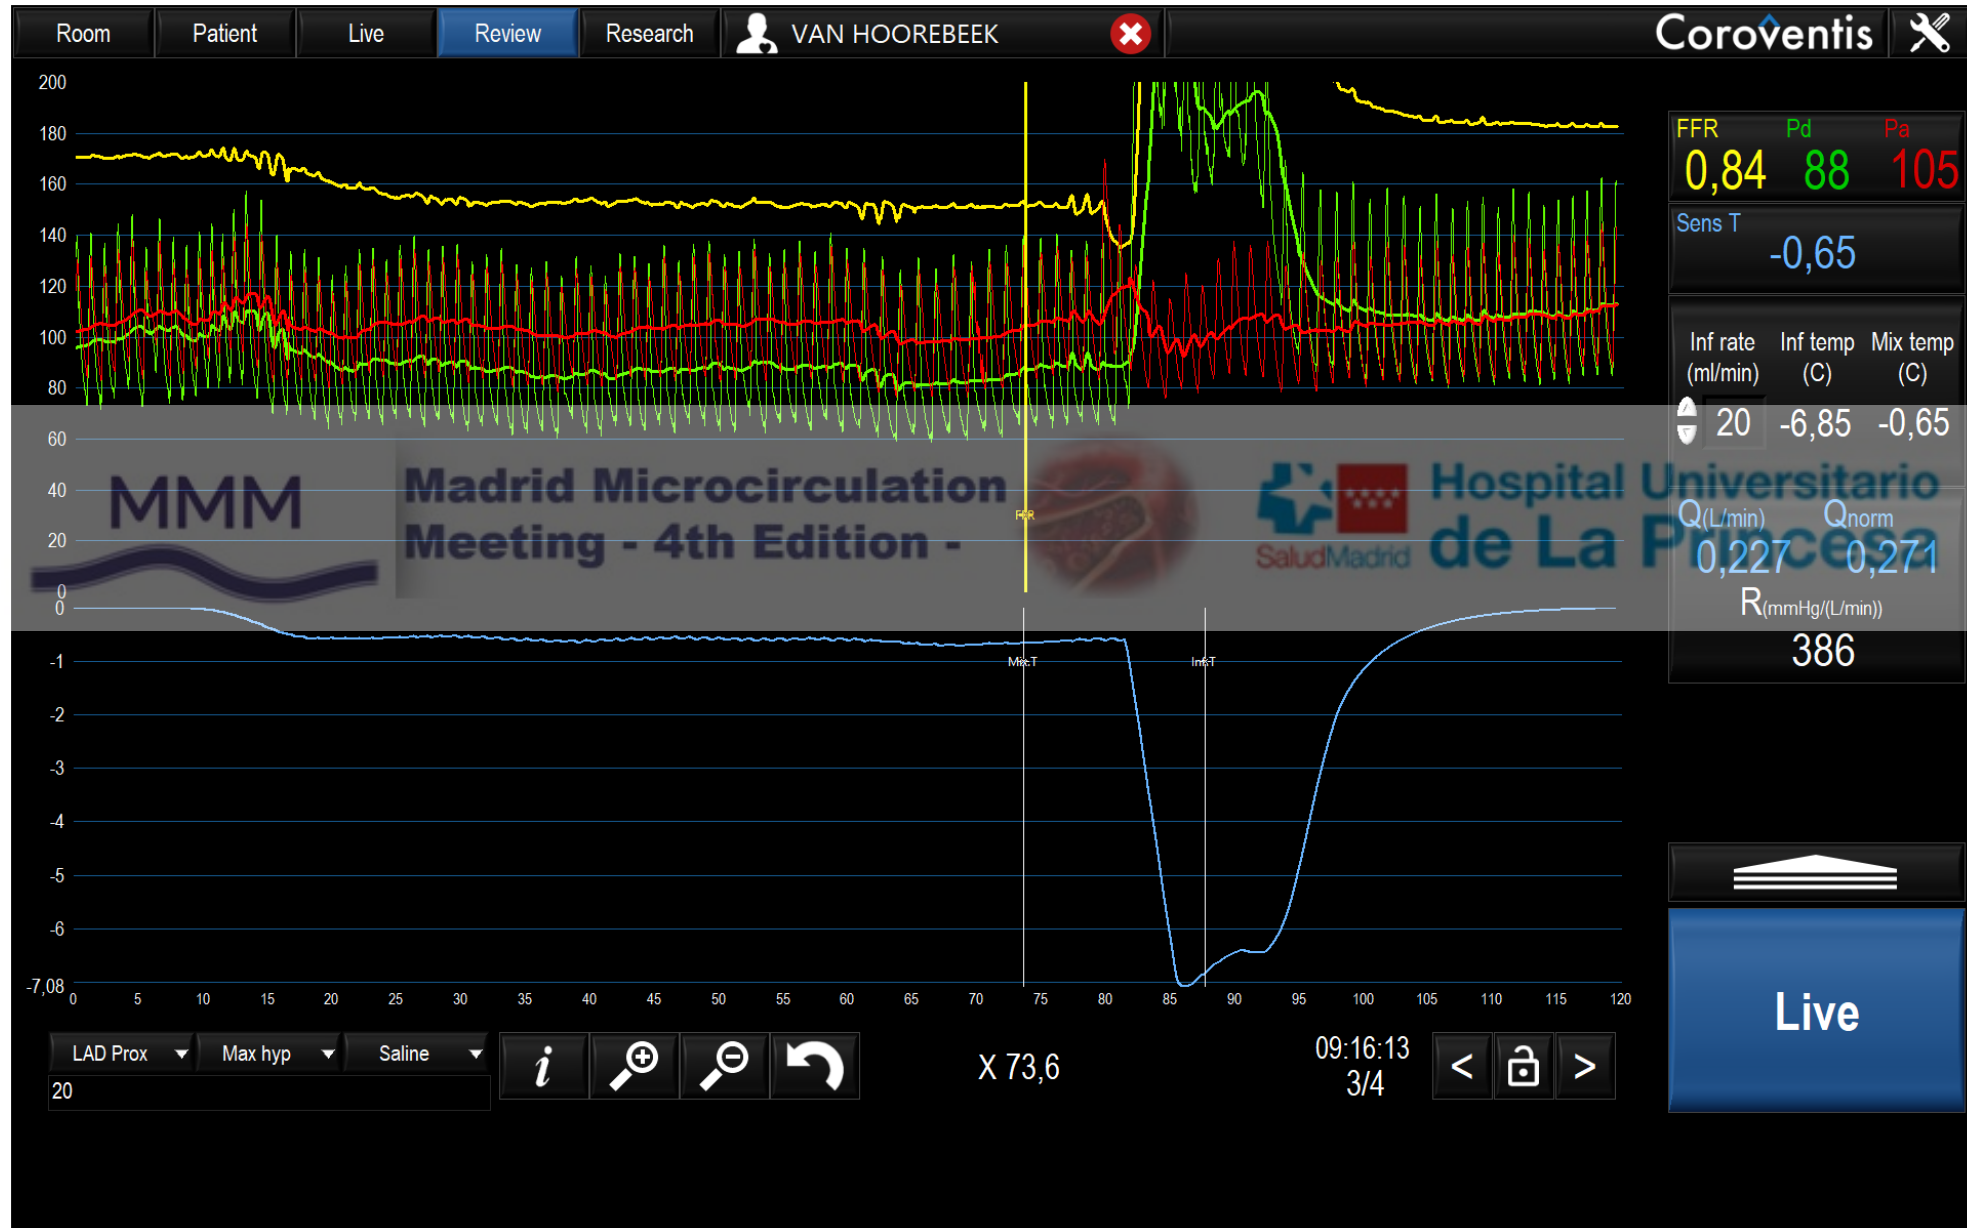 Room Patient Live Review Research VAN HOOREBEEK Coroventis
200
180
160
140
120
100
80
60
40
20
0
FFR Pd Pa
0,84 88 105
Sens T
-0,65
Inf rate Inf temp Mix temp
(ml/min) (C) (C)
20 -6,85 -0,65
Q(L/min) Qnorm
0,227 0,271
R(mmHg/(L/min))
386
MMM
Madrid Microcirculation
Meeting - 4th Edition -
FFR
SaludMadrid
Hospital Universitario
de La Princesa
0
-1
-2
-3
-4
-5
-6
-7,08
Mix T
Inf T
0 5 10 15 20 25 30 35 40 45 50 55 60 65 70 75 80 85 90 95 100 105 110 115 120
LAD Prox Max hyp Saline
20
i
X 73,6
09:16:13
3/4
< >
Live